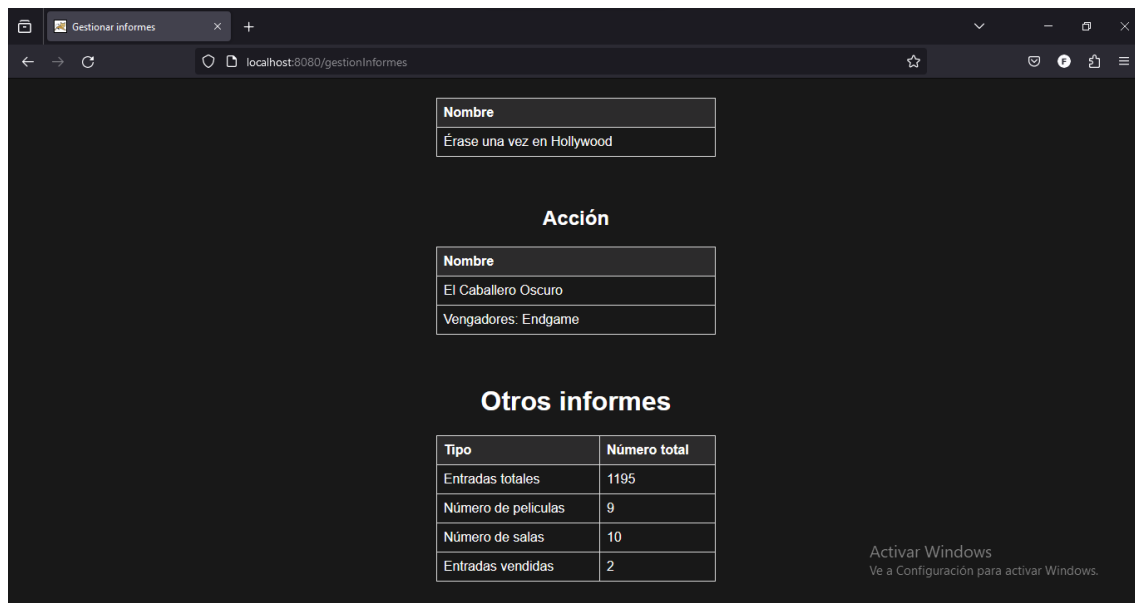 Gestionar informes
localhost:8080/gestionInformes
F
Nombre
Érase una vez en Hollywood
Acción
Nombre
El Caballero Oscuro
Vengadores: Endgame
Otros informes
Tipo Número total
Entradas totales 1195
Número de peliculas 9
Número de salas 10
Entradas vendidas 2
Activar Windows
Ve a Configuración para activar Windows.